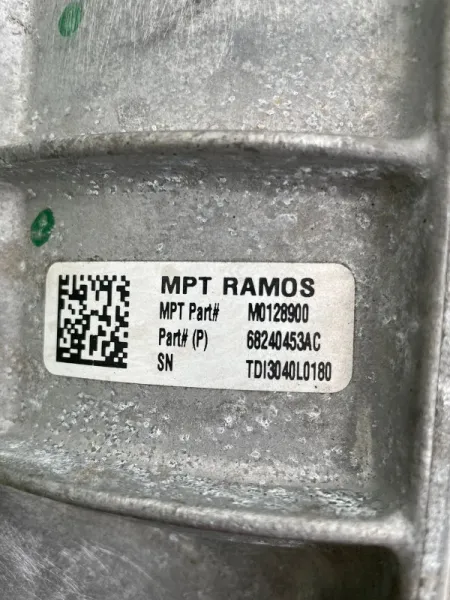 MPT RAMOS
MPT Part# M0128900
Part# (P) 68240453AC
SN TDI3040L0180